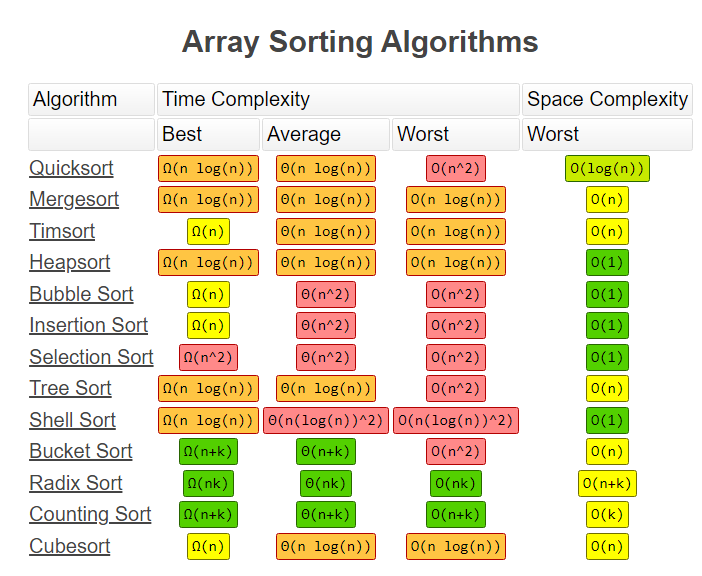 Array Sorting Algorithms
Algorithm Time Complexity Space Complexity
Best Average Worst Worst
Quicksort Ω(n log(n)) Θ(n log(n)) O(n^2) O(log(n))
Mergesort Ω(n log(n)) Θ(n log(n)) O(n log(n)) O(n)
Timsort Ω(n) Θ(n log(n)) O(n log(n)) O(n)
Heapsort Ω(n log(n)) Θ(n log(n)) O(n log(n)) O(1)
Bubble Sort Ω(n) Θ(n^2) O(n^2) O(1)
Insertion Sort Ω(n) Θ(n^2) O(n^2) O(1)
Selection Sort Ω(n^2) Θ(n^2) O(n^2) O(1)
Tree Sort Ω(n log(n)) Θ(n log(n)) O(n^2) O(n)
Shell Sort Ω(n log(n)) Θ(n(log(n))^2) O(n(log(n))^2) O(1)
Bucket Sort Ω(n+k) Θ(n+k) O(n^2) O(n)
Radix Sort Ω(nk) Θ(nk) O(nk) O(n+k)
Counting Sort Ω(n+k) Θ(n+k) O(n+k) O(k)
Cubesort Ω(n) Θ(n log(n)) O(n log(n)) O(n)